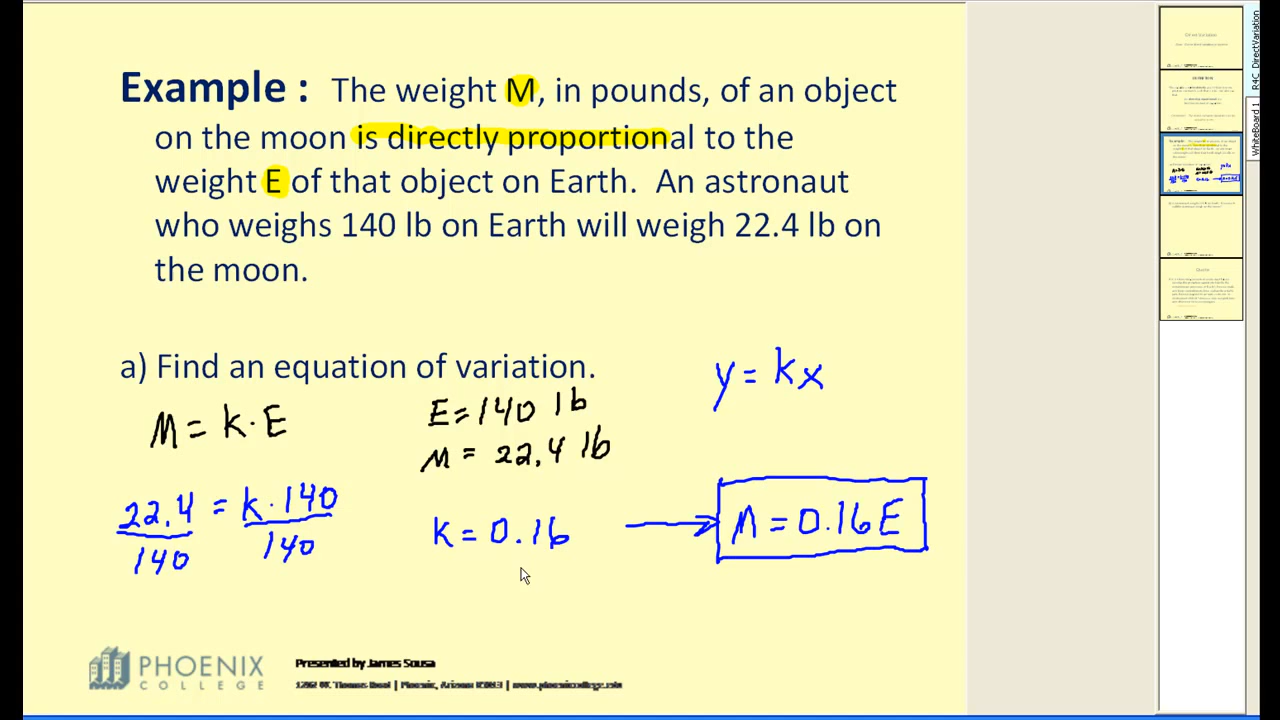 Example : The weight M, in pounds, of an object
on the moon is directly proportional to the
weight E of that object on Earth. An astronaut
who weighs 140 lb on Earth will weigh 22.4 lb on
the moon.
a) Find an equation of variation.
y = kx
M = k·E
E = 140 lb
M = 22.4 lb
22.4 = k·140
140 140
k = 0.16
M = 0.16E
PHOENIX
COLLEGE
Presented by James Sousa
WhiteBoard 1
R4C_DirectVariation